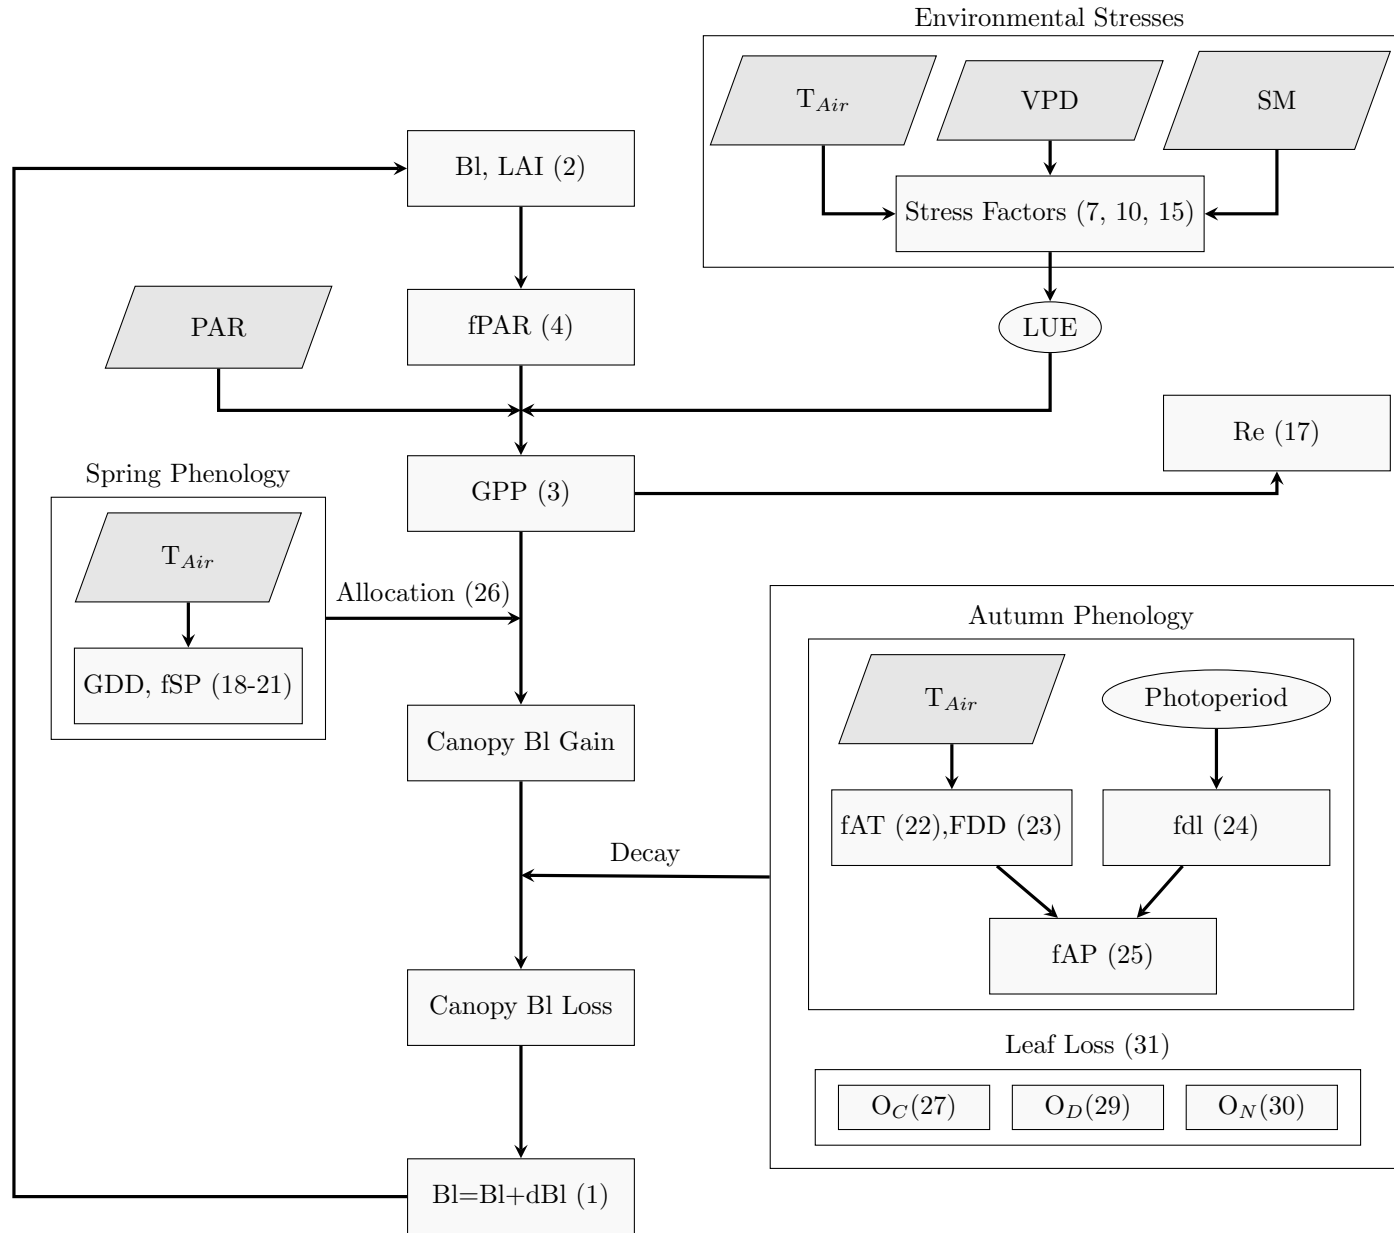 Environmental Stresses
T_Air
VPD
SM
Bl, LAI (2)
Stress Factors (7, 10, 15)
PAR
fPAR (4)
LUE
Re (17)
Spring Phenology
GPP (3)
T_Air
Allocation (26)
GDD, fSP (18-21)
Autumn Phenology
T_Air
Photoperiod
Canopy Bl Gain
fAT (22),FDD (23)
fdl (24)
Decay
fAP (25)
Canopy Bl Loss
Leaf Loss (31)
O_C(27)
O_D(29)
O_N(30)
Bl=Bl+dBl (1)